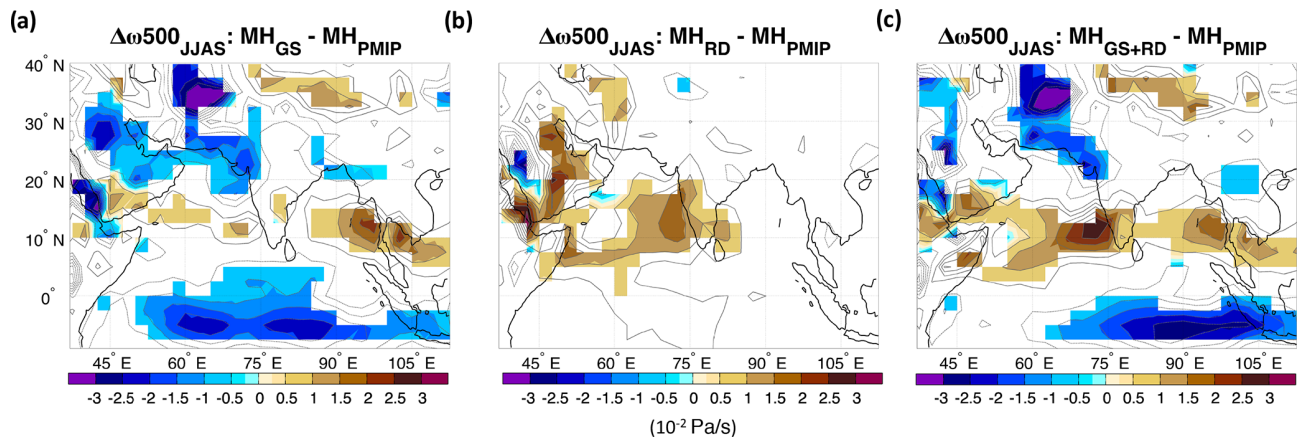 (a)
Δω500JJAS: MHGS - MHPMIP
40° N
30° N
20° N
10° N
0°
45° E 60° E 75° E 90° E 105° E
-3 -2.5 -2 -1.5 -1 -0.5 0 0.5 1 1.5 2 2.5 3
(b)
Δω500JJAS: MHRD - MHPMIP
45° E 60° E 75° E 90° E 105° E
-3 -2.5 -2 -1.5 -1 -0.5 0 0.5 1 1.5 2 2.5 3
(10-2 Pa/s)
(c)
Δω500JJAS: MHGS+RD - MHPMIP
45° E 60° E 75° E 90° E 105° E
-3 -2.5 -2 -1.5 -1 -0.5 0 0.5 1 1.5 2 2.5 3